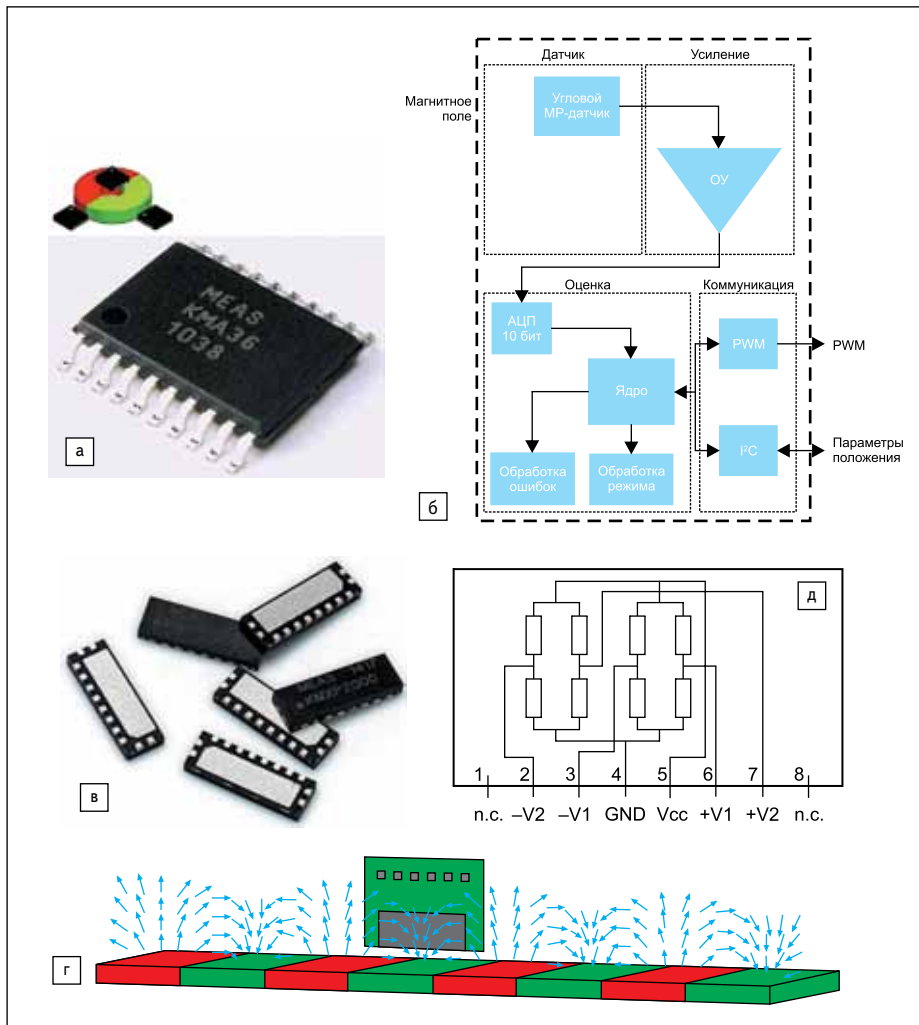 Датчик
Усиление
Магнитное
поле
Угловой
МР-датчик
ОУ
MEAS
KMA36
1038
а
Оценка
Коммуникация
АЦП
10 бит
PWM
PWM
Ядро
I²C
Параметры
положения
Обработка
ошибок
Обработка
режима
б
MEAS
в
д
1 2 3 4 5 6 7 8
n.c. –V2 –V1 GND Vcc +V1 +V2 n.c.
г